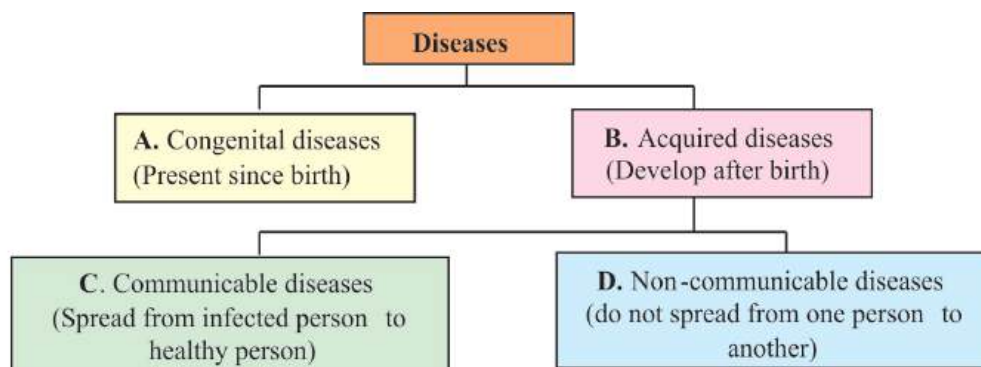 Diseases
A. Congenital diseases
(Present since birth)
B. Acquired diseases
(Develop after birth)
C. Communicable diseases
(Spread from infected person to
healthy person)
D. Non-communicable diseases
(do not spread from one person to
another)